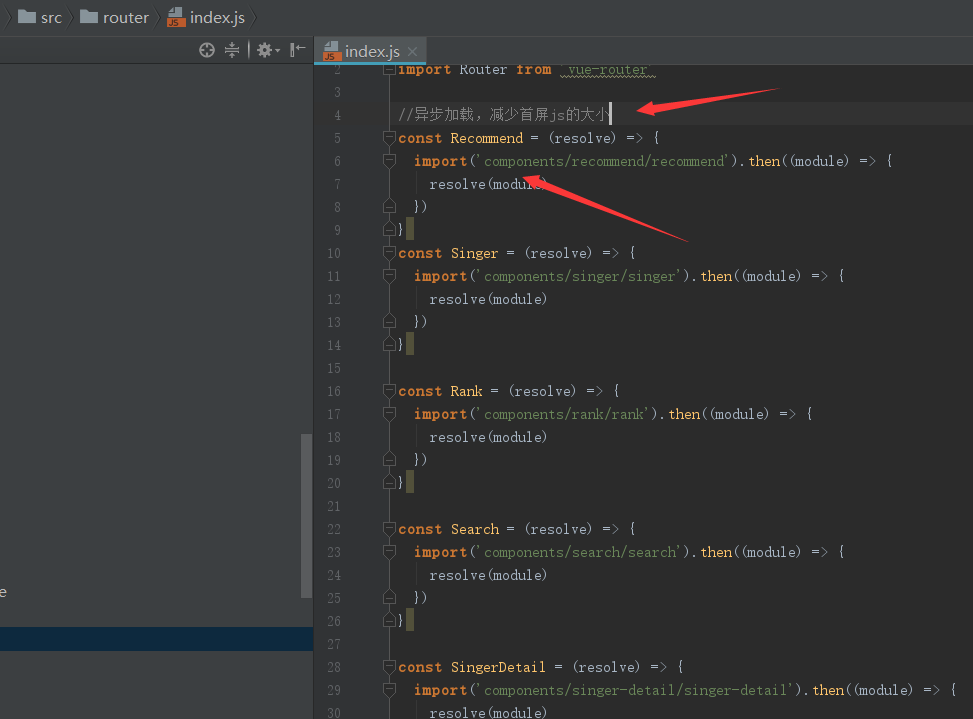 src router index.js
index.js
2 import Router from 'vue-router'
3
4 //异步加载，减少首屏js的大小
5 const Recommend = (resolve) => {
6 import('components/recommend/recommend').then((module) => {
7 resolve(module)
8 })
9 }
10 const Singer = (resolve) => {
11 import('components/singer/singer').then((module) => {
12 resolve(module)
13 })
14 }
15
16 const Rank = (resolve) => {
17 import('components/rank/rank').then((module) => {
18 resolve(module)
19 })
20 }
21
22 const Search = (resolve) => {
23 import('components/search/search').then((module) => {
24 resolve(module)
25 })
26 }
27
28 const SingerDetail = (resolve) => {
29 import('components/singer-detail/singer-detail').then((module) => {
30 resolve(module)
e